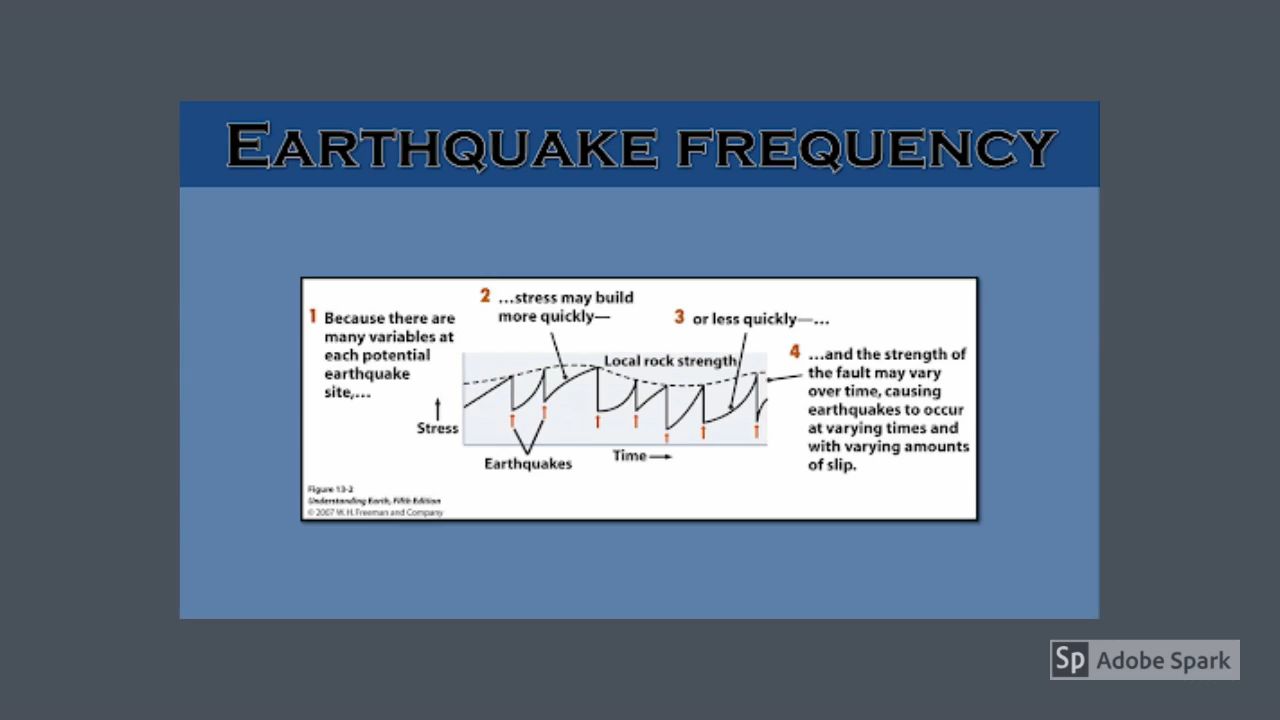 EARTHQUAKE FREQUENCY
1 Because there are
many variables at
each potential
earthquake
site,...
2 ...stress may build
more quickly—
3 or less quickly—...
4 ...and the strength of
the fault may vary
over time, causing
earthquakes to occur
at varying times and
with varying amounts
of slip.
Local rock strength
Stress
Earthquakes
Time
Figure 13-2
Understanding Earth, Fifth Edition
© 2007 W. H. Freeman and Company
Sp Adobe Spark